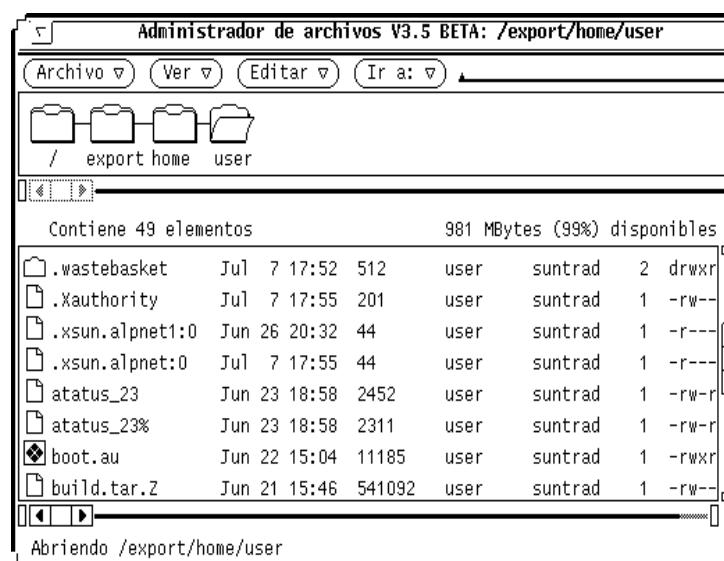 Administrador de archivos V3.5 BETA: /export/home/user
Archivo Ver Editar Ir a:
/ export home user
Contiene 49 elementos 981 MBytes (99%) disponibles
.wastebasket Jul 7 17:52 512 user suntrad 2 drwxr
.Xauthority Jul 7 17:55 201 user suntrad 1 -rw--
.xsun.alpnet1:0 Jun 26 20:32 44 user suntrad 1 -r---
.xsun.alpnet:0 Jul 7 17:55 44 user suntrad 1 -r---
atatus_23 Jun 23 18:58 2452 user suntrad 1 -rw-r
atatus_23% Jun 23 18:58 2311 user suntrad 1 -rw-r
boot.au Jun 22 15:04 11185 user suntrad 1 -rwxr
build.tar.Z Jun 21 15:46 541092 user suntrad 1 -rw--
Abriendo /export/home/user